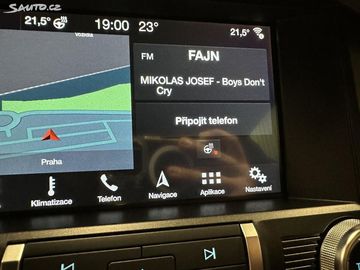 SAUTO.CZ
21,5°
19:00
23°
21,5°
VOZIDLA
FM FAJN
MIKOLAS JOSEF - Boys Don't
Cry
Připojit telefon
Praha
Klimatizace
Telefon
Navigace
Aplikace
Nastavení